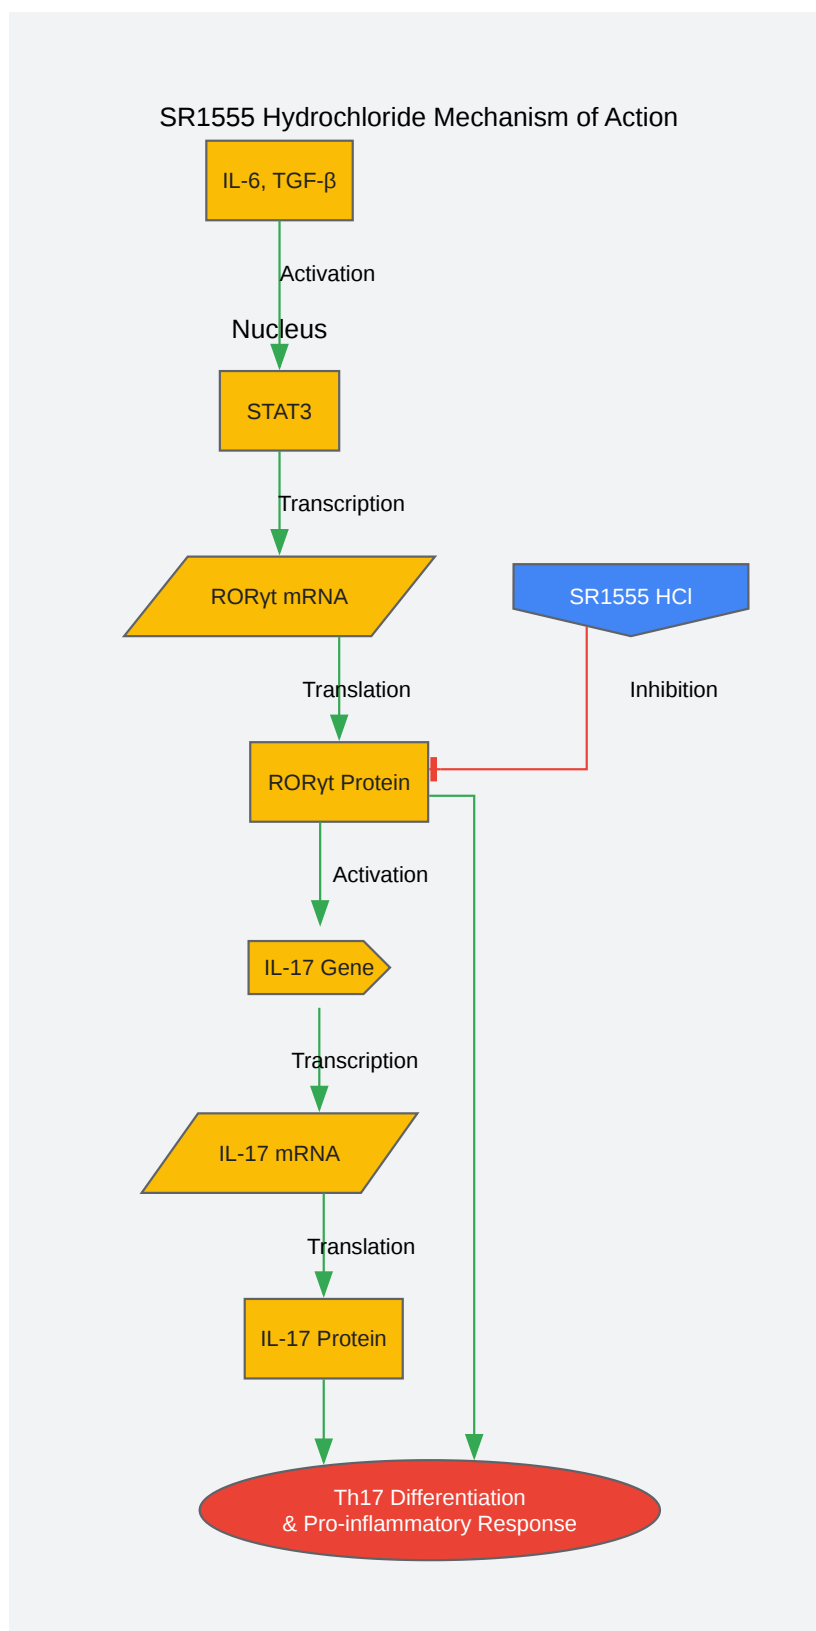 SR1555 Hydrochloride Mechanism of Action
IL-6, TGF-β
Activation
Nucleus
STAT3
Transcription
RORγt mRNA
SR1555 HCl
Translation
Inhibition
RORγt Protein
Activation
IL-17 Gene
Transcription
IL-17 mRNA
Translation
IL-17 Protein
Th17 Differentiation
& Pro-inflammatory Response